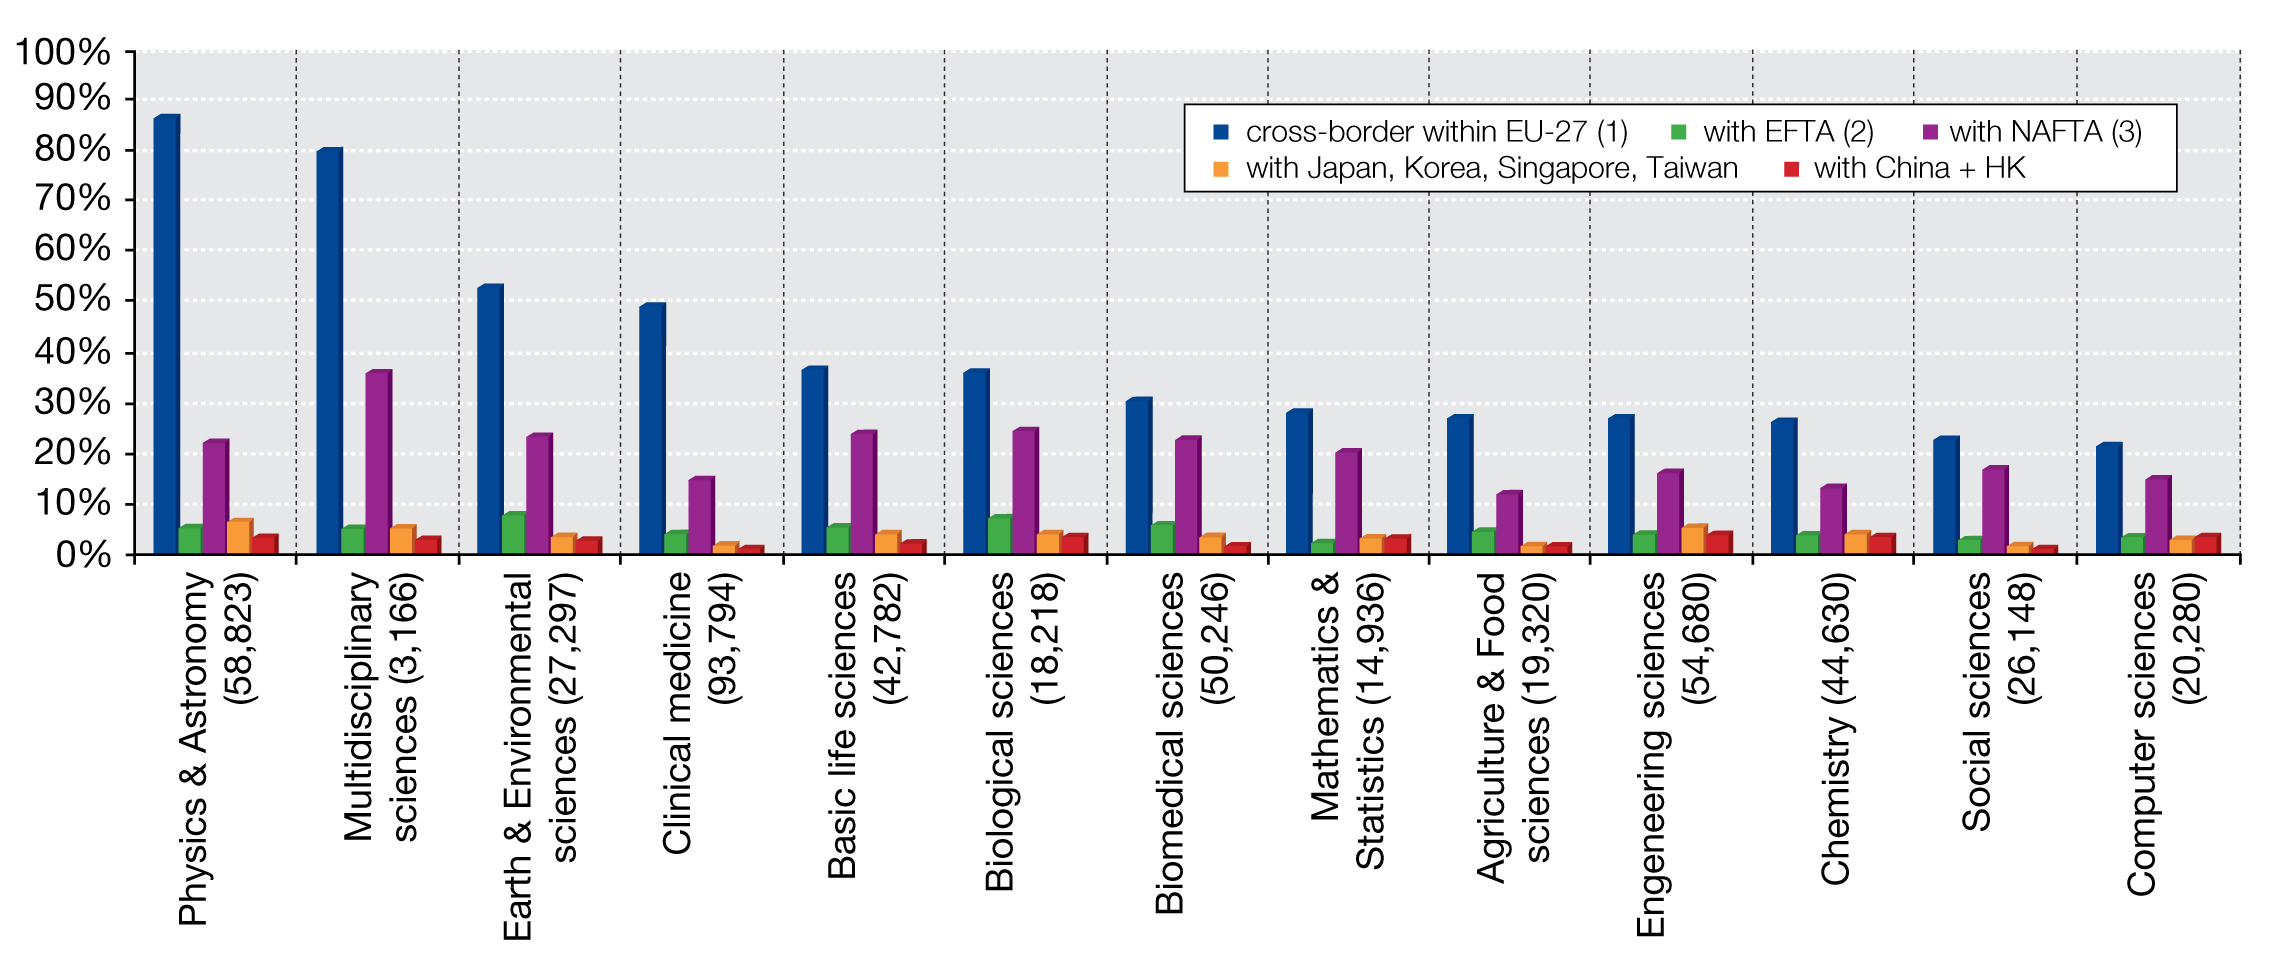 100%
90%
80%
70%
60%
50%
40%
30%
20%
10%
0%
cross-border within EU-27 (1) with EFTA (2) with NAFTA (3)
with Japan, Korea, Singapore, Taiwan with China + HK
Physics & Astronomy
(58,823)
Multidisciplinary
sciences (3,166)
Earth & Environmental
sciences (27,297)
Clinical medicine
(93,794)
Basic life sciences
(42,782)
Biological sciences
(18,218)
Biomedical sciences
(50,246)
Mathematics &
Statistics (14,936)
Agriculture & Food
sciences (19,320)
Engeneering sciences
(54,680)
Chemistry (44,630)
Social sciences
(26,148)
Computer sciences
(20,280)